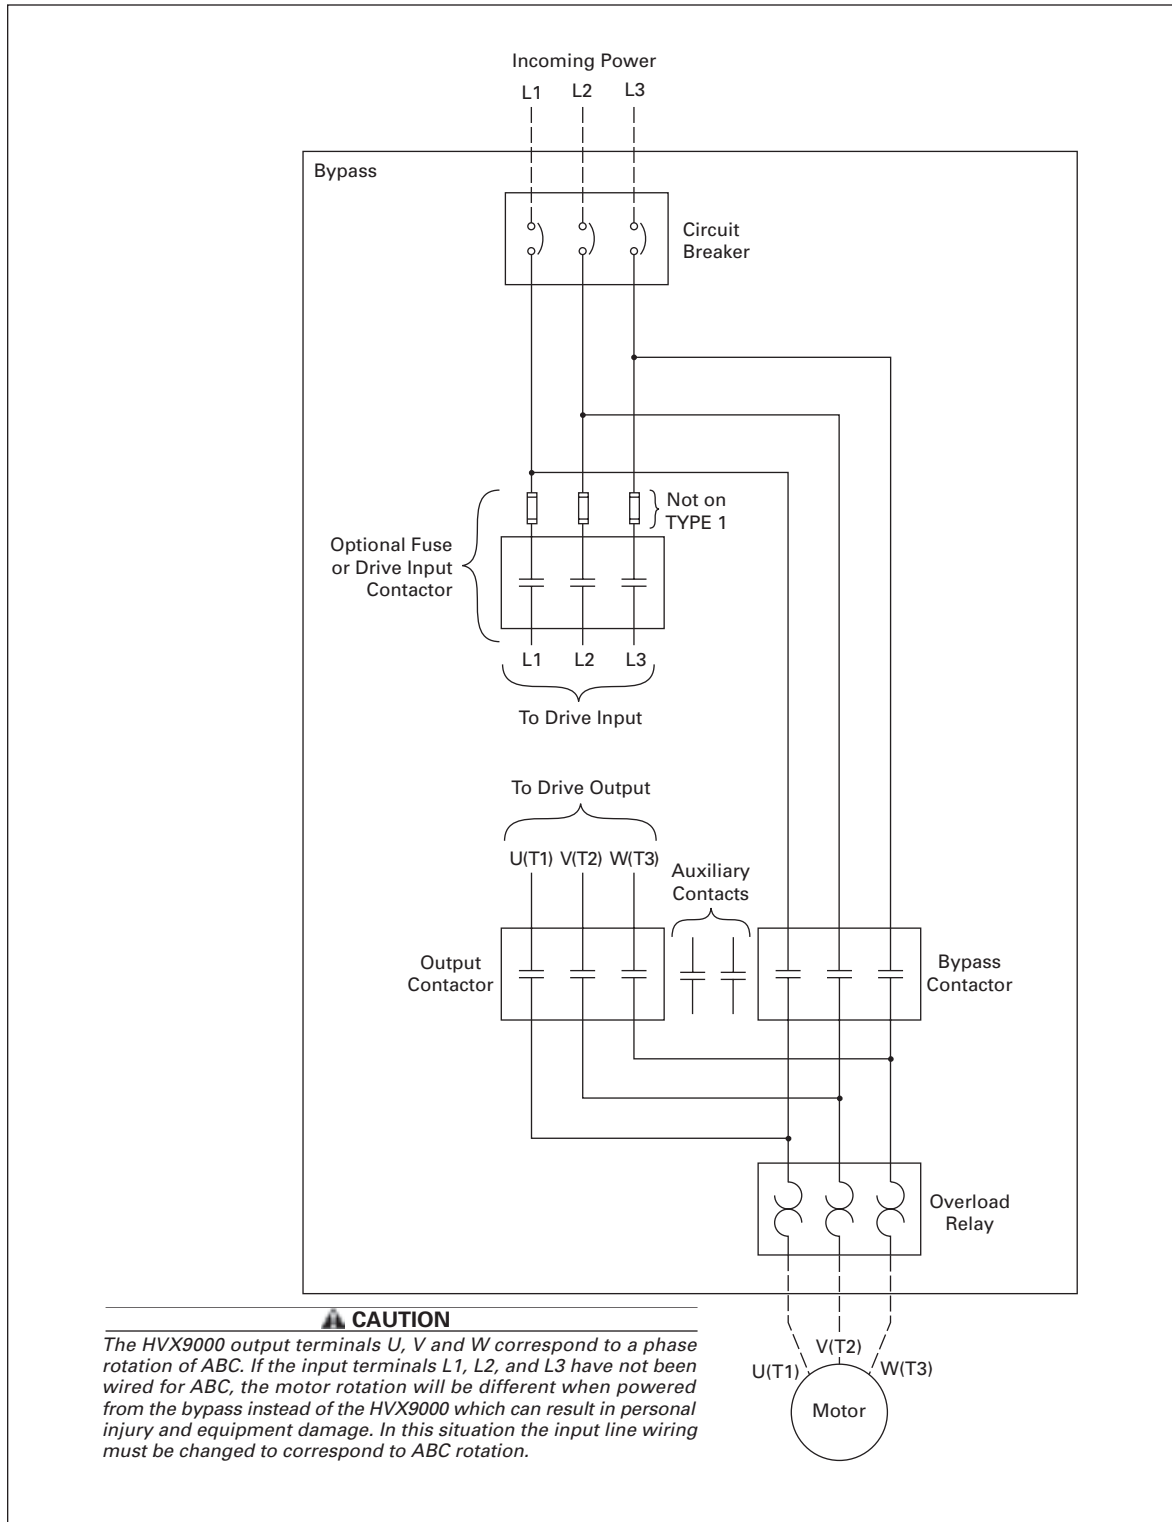 Incoming Power
L1 L2 L3
Bypass
Circuit
Breaker
Not on
TYPE 1
Optional Fuse
or Drive Input
Contactor
L1 L2 L3
To Drive Input
To Drive Output
U(T1) V(T2) W(T3)
Auxiliary
Contacts
Output
Contactor
Bypass
Contactor
Overload
Relay
CAUTION
The HVX9000 output terminals U, V and W correspond to a phase
rotation of ABC. If the input terminals L1, L2, and L3 have not been
wired for ABC, the motor rotation will be different when powered
from the bypass instead of the HVX9000 which can result in personal
injury and equipment damage. In this situation the input line wiring
must be changed to correspond to ABC rotation.
V(T2)
U(T1) W(T3)
Motor